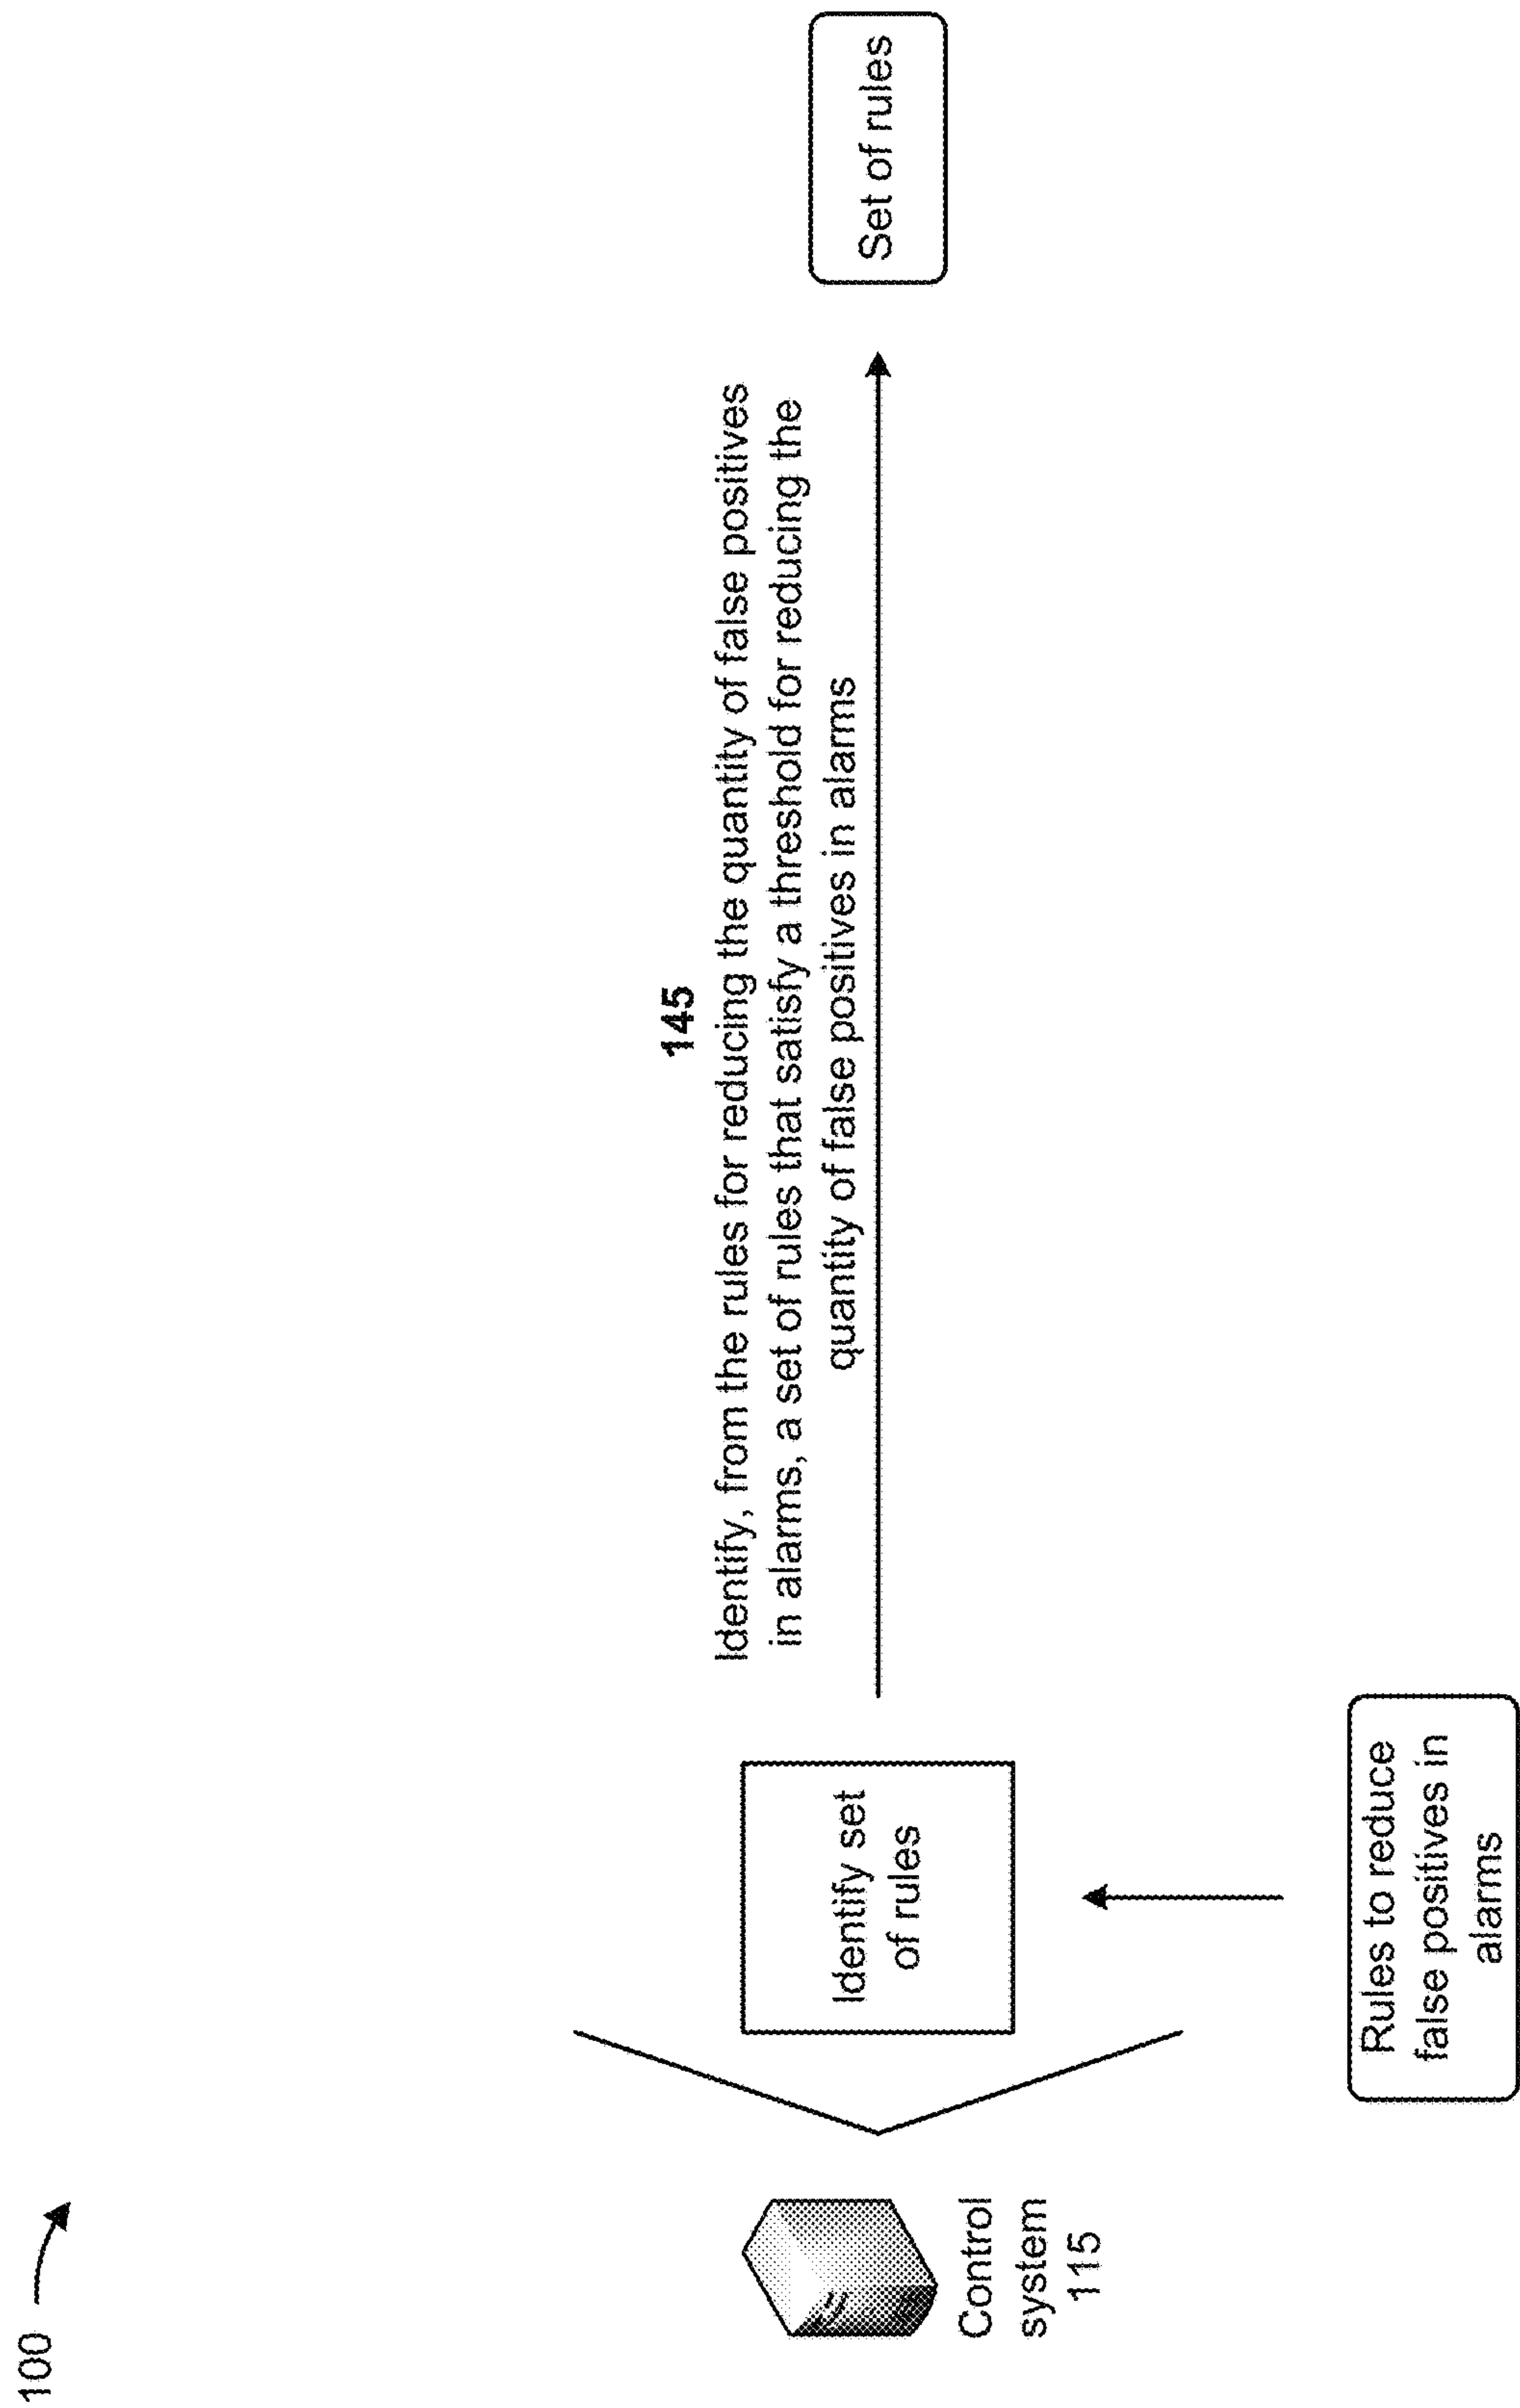 100
145
Identify, from the rules for reducing the quantity of false positives
in alarms, a set of rules that satisfy a threshold for reducing the
quantity of false positives in alarms
Control
system
115
Identify set
of rules
Set of rules
Rules to reduce
false positives in
alarms